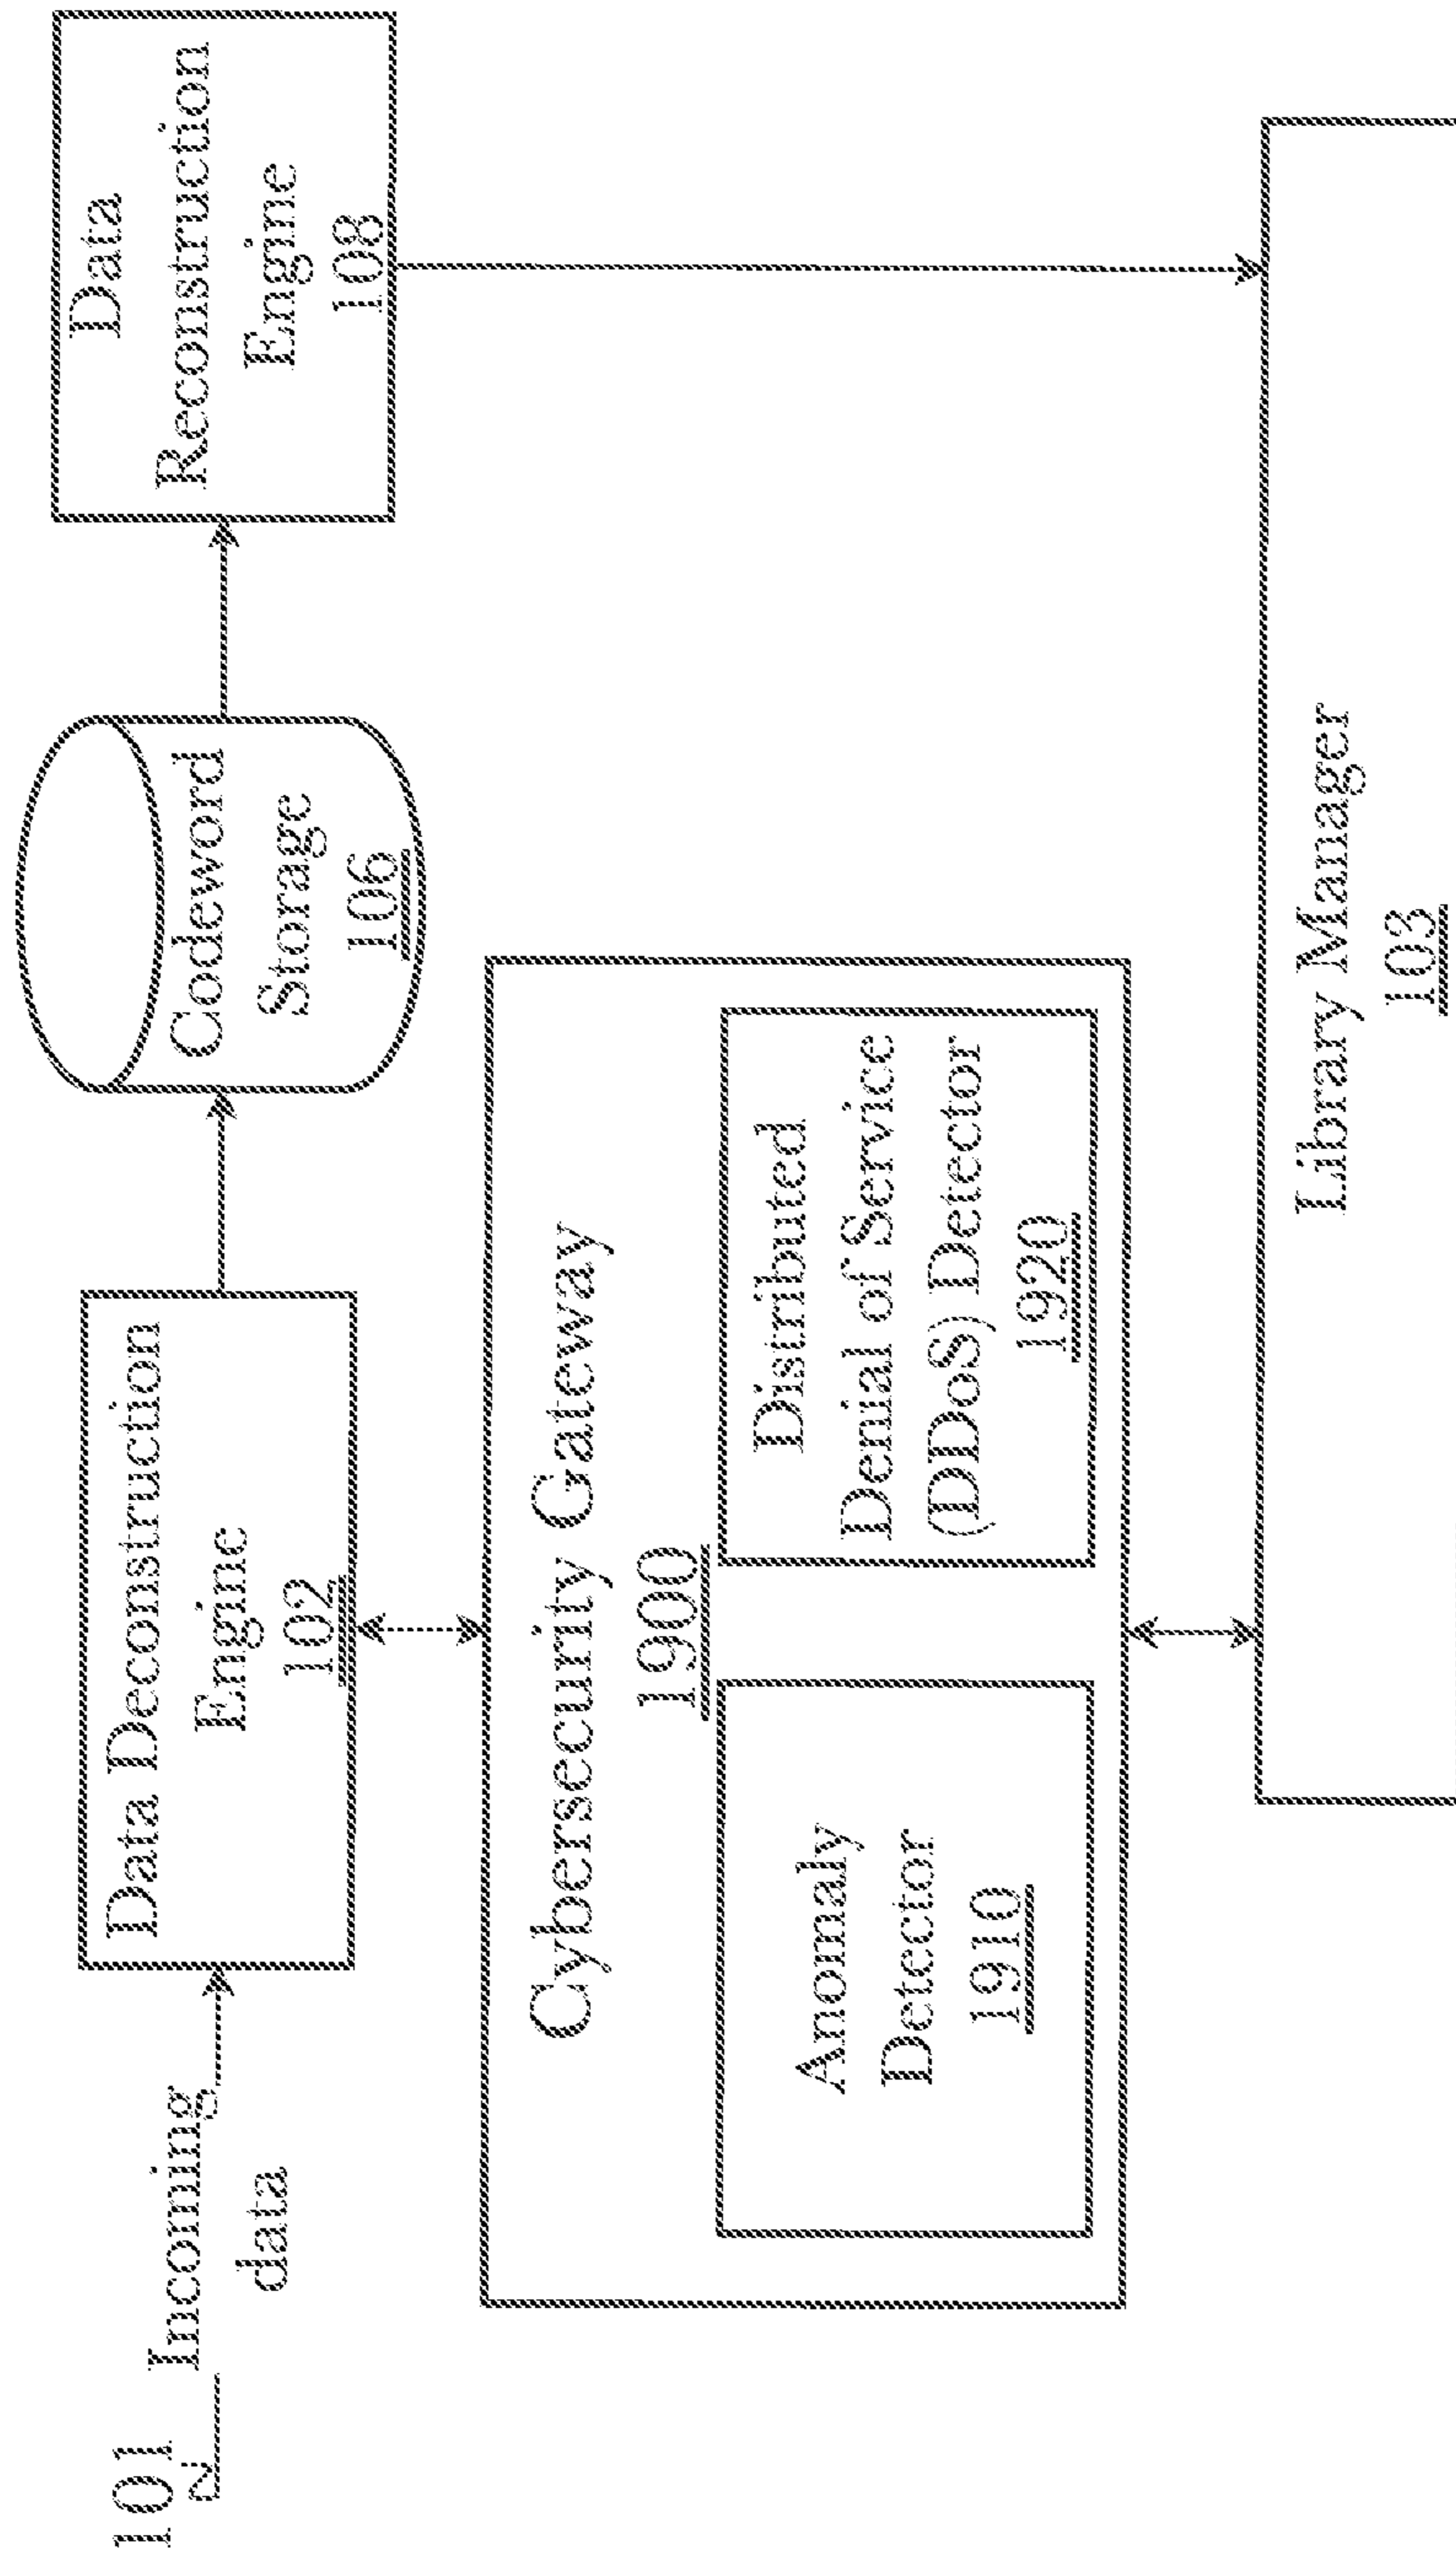 101
Incoming
data
Data Deconstruction
Engine
102
Codeword
Storage
106
Data
Reconstruction
Engine
108
Cybersecurity Gateway
1900
Anomaly
Detector
1910
Distributed
Denial of Service
(DDoS) Detector
1920
Library Manager
103